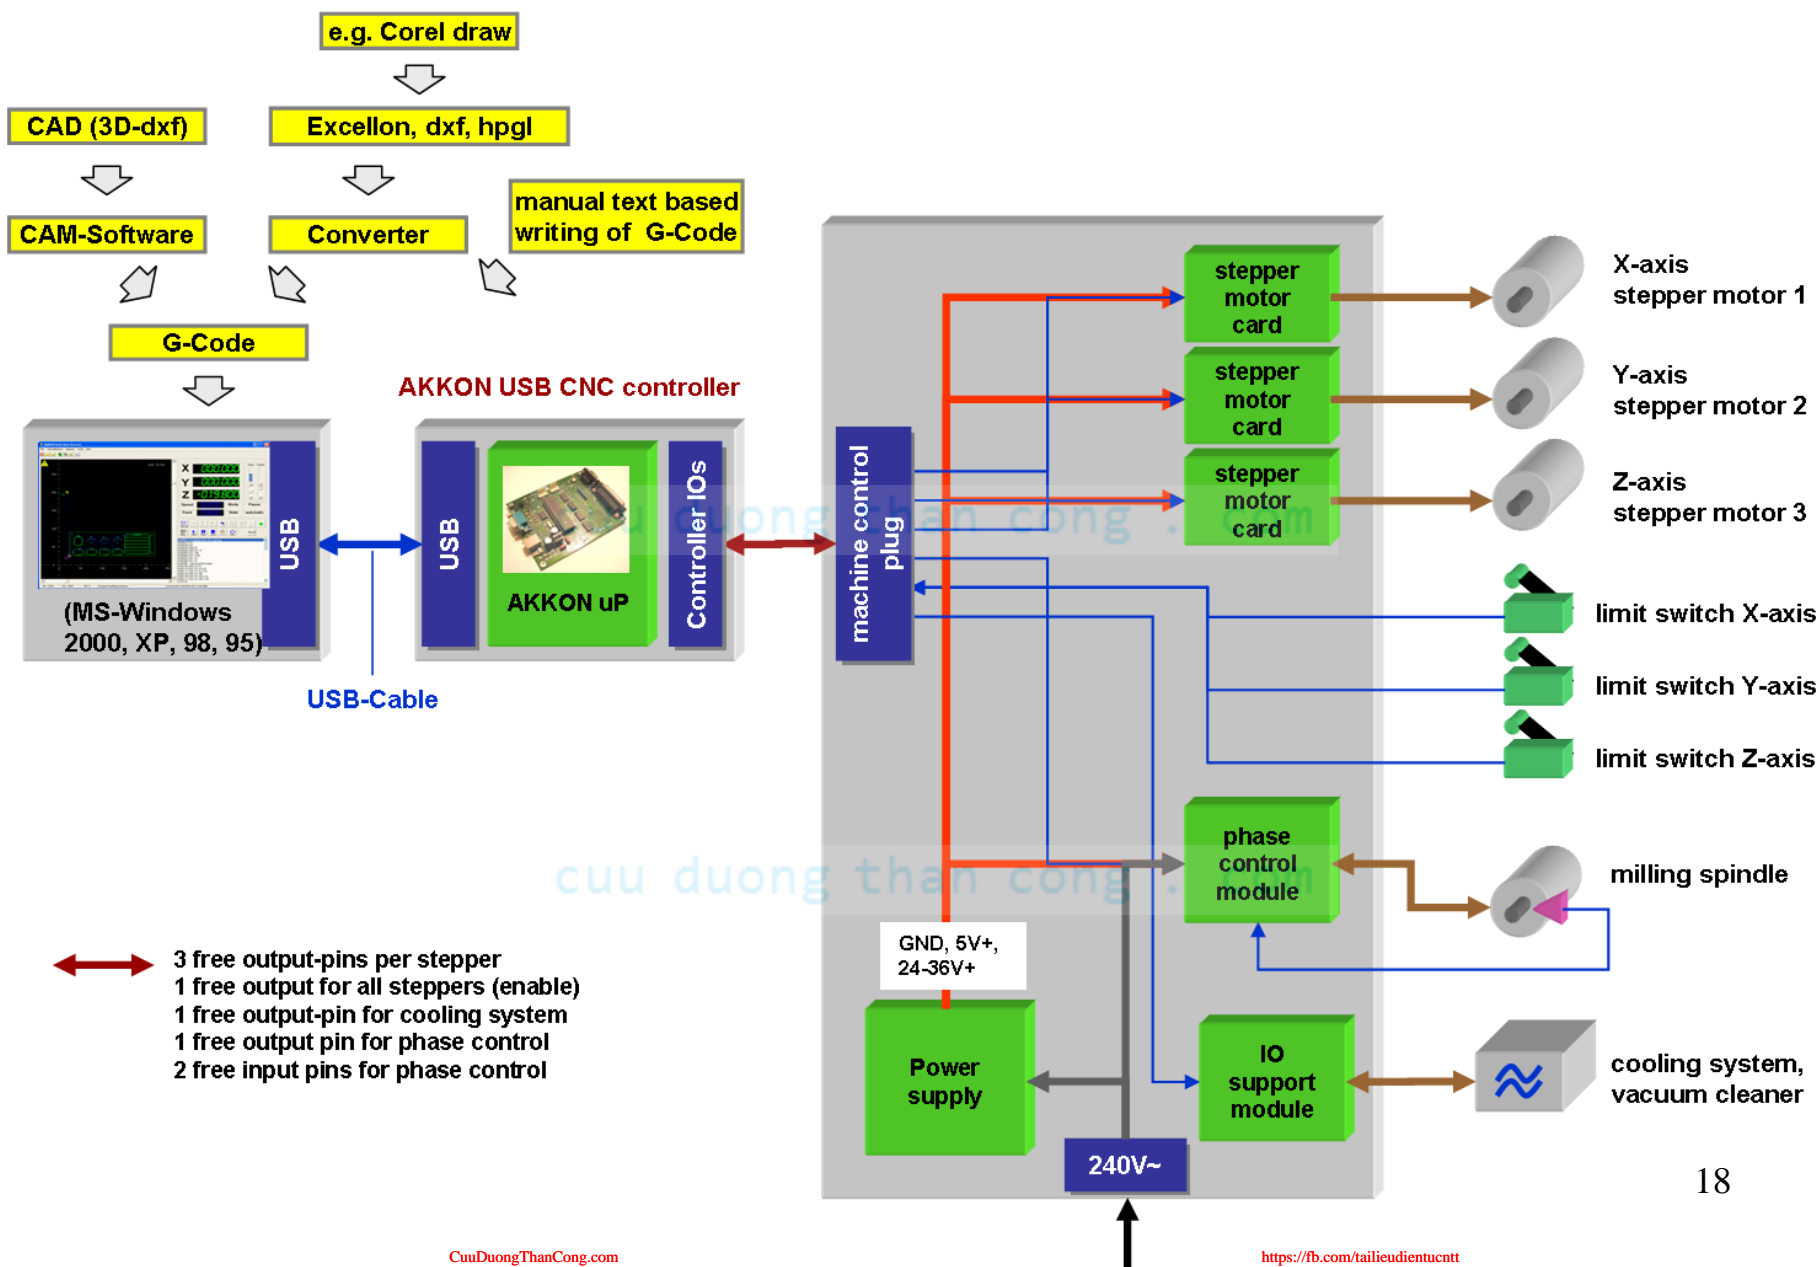 e.g. Corel draw
CAD (3D-dxf)
Excellon, dxf, hpgl
manual text based
writing of G-Code
CAM-Software
Converter
G-Code
AKKON USB CNC controller
X
Y
Z
(MS-Windows
2000, XP, 98, 95)
USB
USB-Cable
USB
AKKON uP
Controller IOs
machine control
plug
stepper
motor
card
stepper
motor
card
stepper
motor
card
X-axis
stepper motor 1
Y-axis
stepper motor 2
Z-axis
stepper motor 3
limit switch X-axis
limit switch Y-axis
limit switch Z-axis
phase
control
module
milling spindle
GND, 5V+,
24-36V+
Power
supply
IO
support
module
cooling system,
vacuum cleaner
240V~
3 free output-pins per stepper
1 free output for all steppers (enable)
1 free output-pin for cooling system
1 free output pin for phase control
2 free input pins for phase control
u duong than cong . com
cuu duong than cong . com
18
CuuDuongThanCong.com
https://fb.com/tailieudientucntt